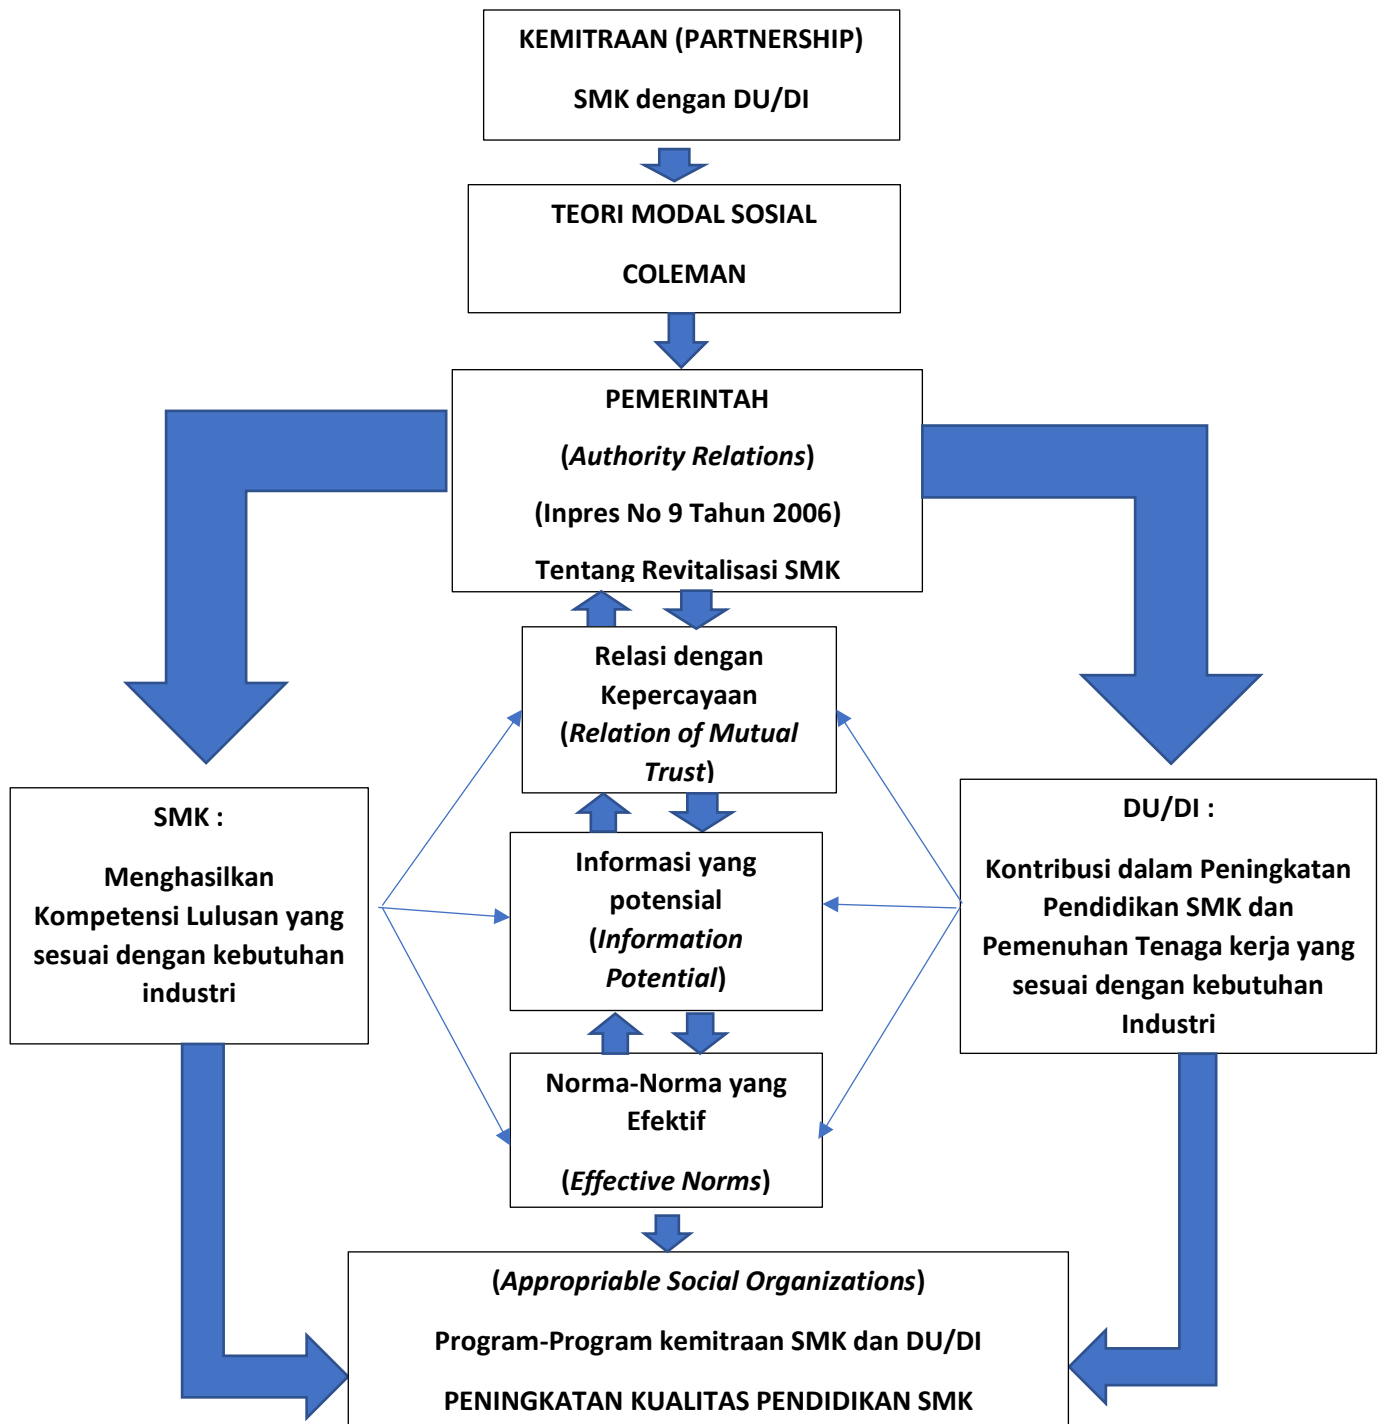 KEMITRAAN (PARTNERSHIP)
SMK dengan DU/DI
TEORI MODAL SOSIAL
COLEMAN
PEMERINTAH
(Authority Relations)
(Inpres No 9 Tahun 2006)
Tentang Revitalisasi SMK
Relasi dengan
Kepercayaan
(Relation of Mutual
Trust)
SMK :
Menghasilkan
Kompetensi Lulusan yang
sesuai dengan kebutuhan
industri
Informasi yang
potensial
(Information
Potential)
DU/DI :
Kontribusi dalam Peningkatan
Pendidikan SMK dan
Pemenuhan Tenaga kerja yang
sesuai dengan kebutuhan
Industri
Norma-Norma yang
Efektif
(Effective Norms)
(Appropriable Social Organizations)
Program-Program kemitraan SMK dan DU/DI
PENINGKATAN KUALITAS PENDIDIKAN SMK